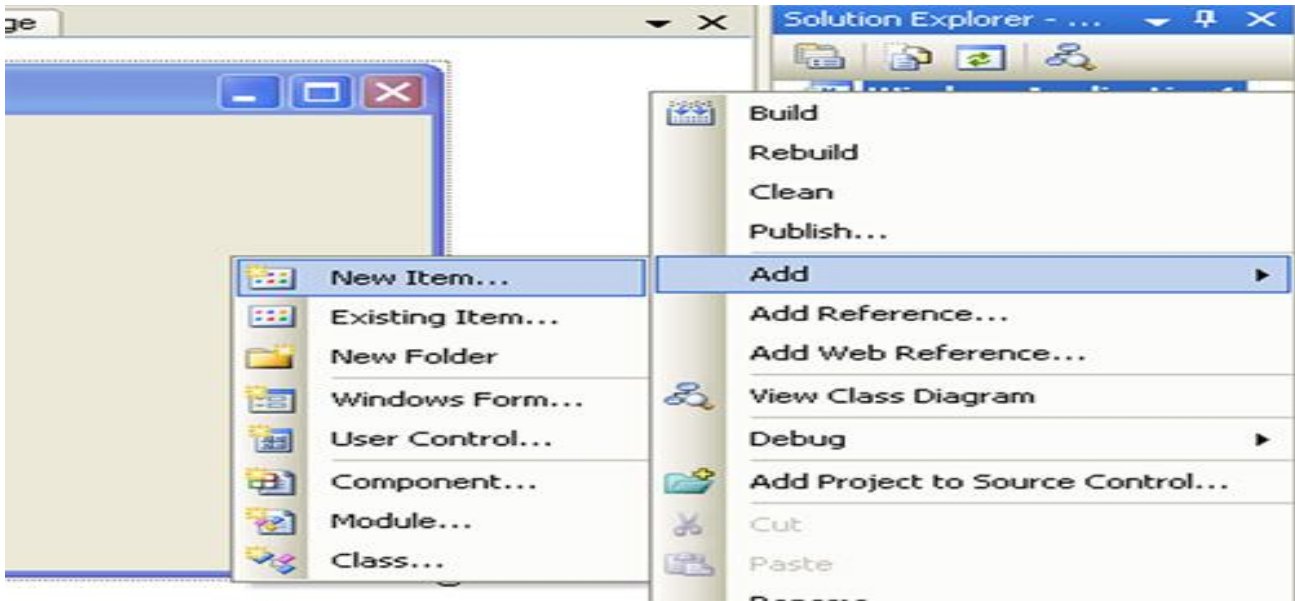 Solution Explorer - ...
Build
Rebuild
Clean
Publish...
Add
Add Reference...
Add Web Reference...
View Class Diagram
Debug
Add Project to Source Control...
Cut
Paste
New Item...
Existing Item...
New Folder
Windows Form...
User Control...
Component...
Module...
Class...